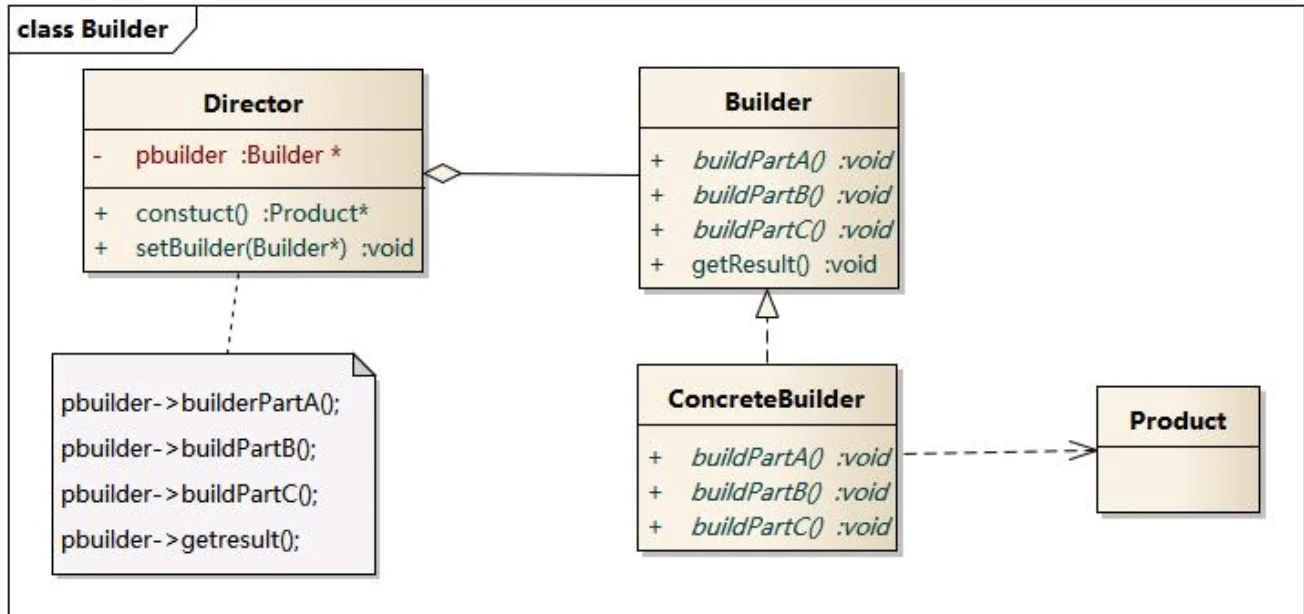 class Builder
Director
- pbuilder :Builder *
+ constuct() :Product*
+ setBuilder(Builder*) :void
Builder
+ buildPartA() :void
+ buildPartB() :void
+ buildPartC() :void
+ getResult() :void
pbuilder->builderPartA();
pbuilder->buildPartB();
pbuilder->buildPartC();
pbuilder->getresult();
ConcreteBuilder
+ buildPartA() :void
+ buildPartB() :void
+ buildPartC() :void
Product